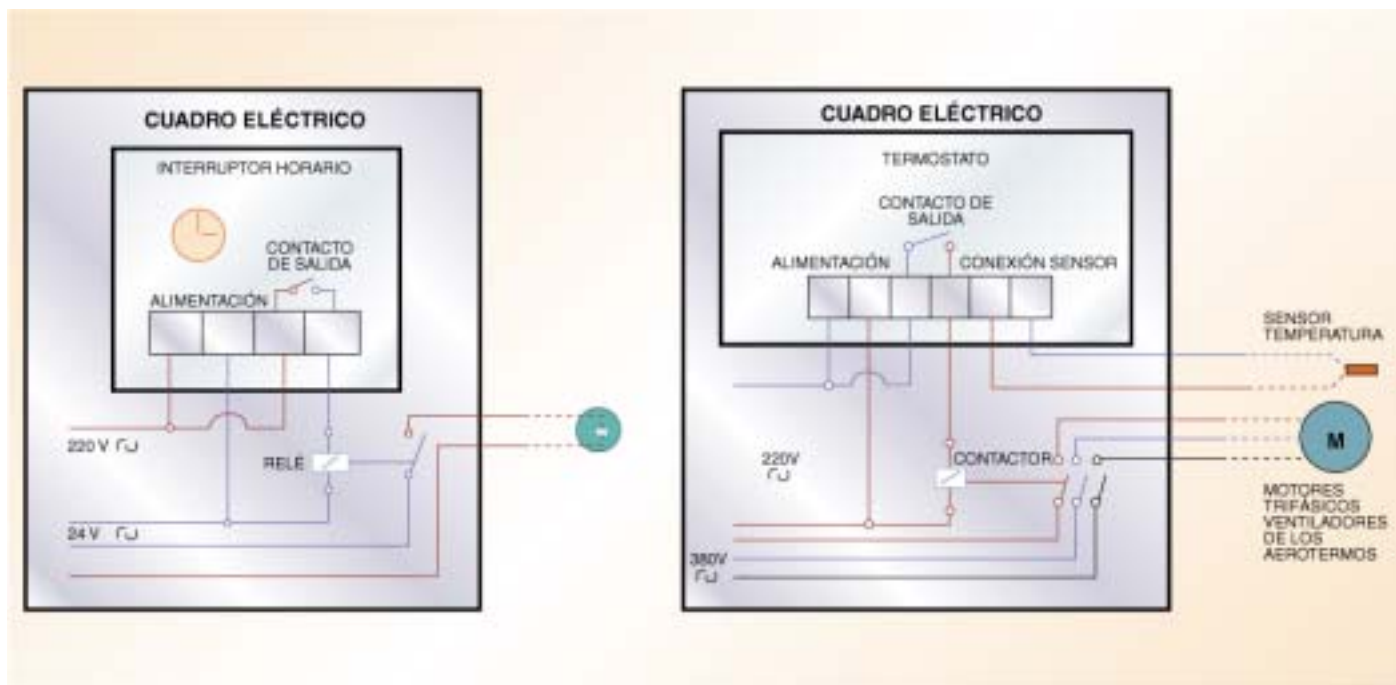 CUADRO ELÉCTRICO
INTERRUPTOR HORARIO
CONTACTO
DE SALIDA
ALIMENTACIÓN
220 V
RELÉ
24 V
CUADRO ELÉCTRICO
TERMOSTATO
CONTACTO DE
SALIDA
ALIMENTACIÓN
CONEXIÓN SENSOR
SENSOR
TEMPERATURA
220V
CONTACTOR
M
380V
MOTORES
TRIFÁSICOS
VENTILADORES
DE LOS
AEROTERMOS